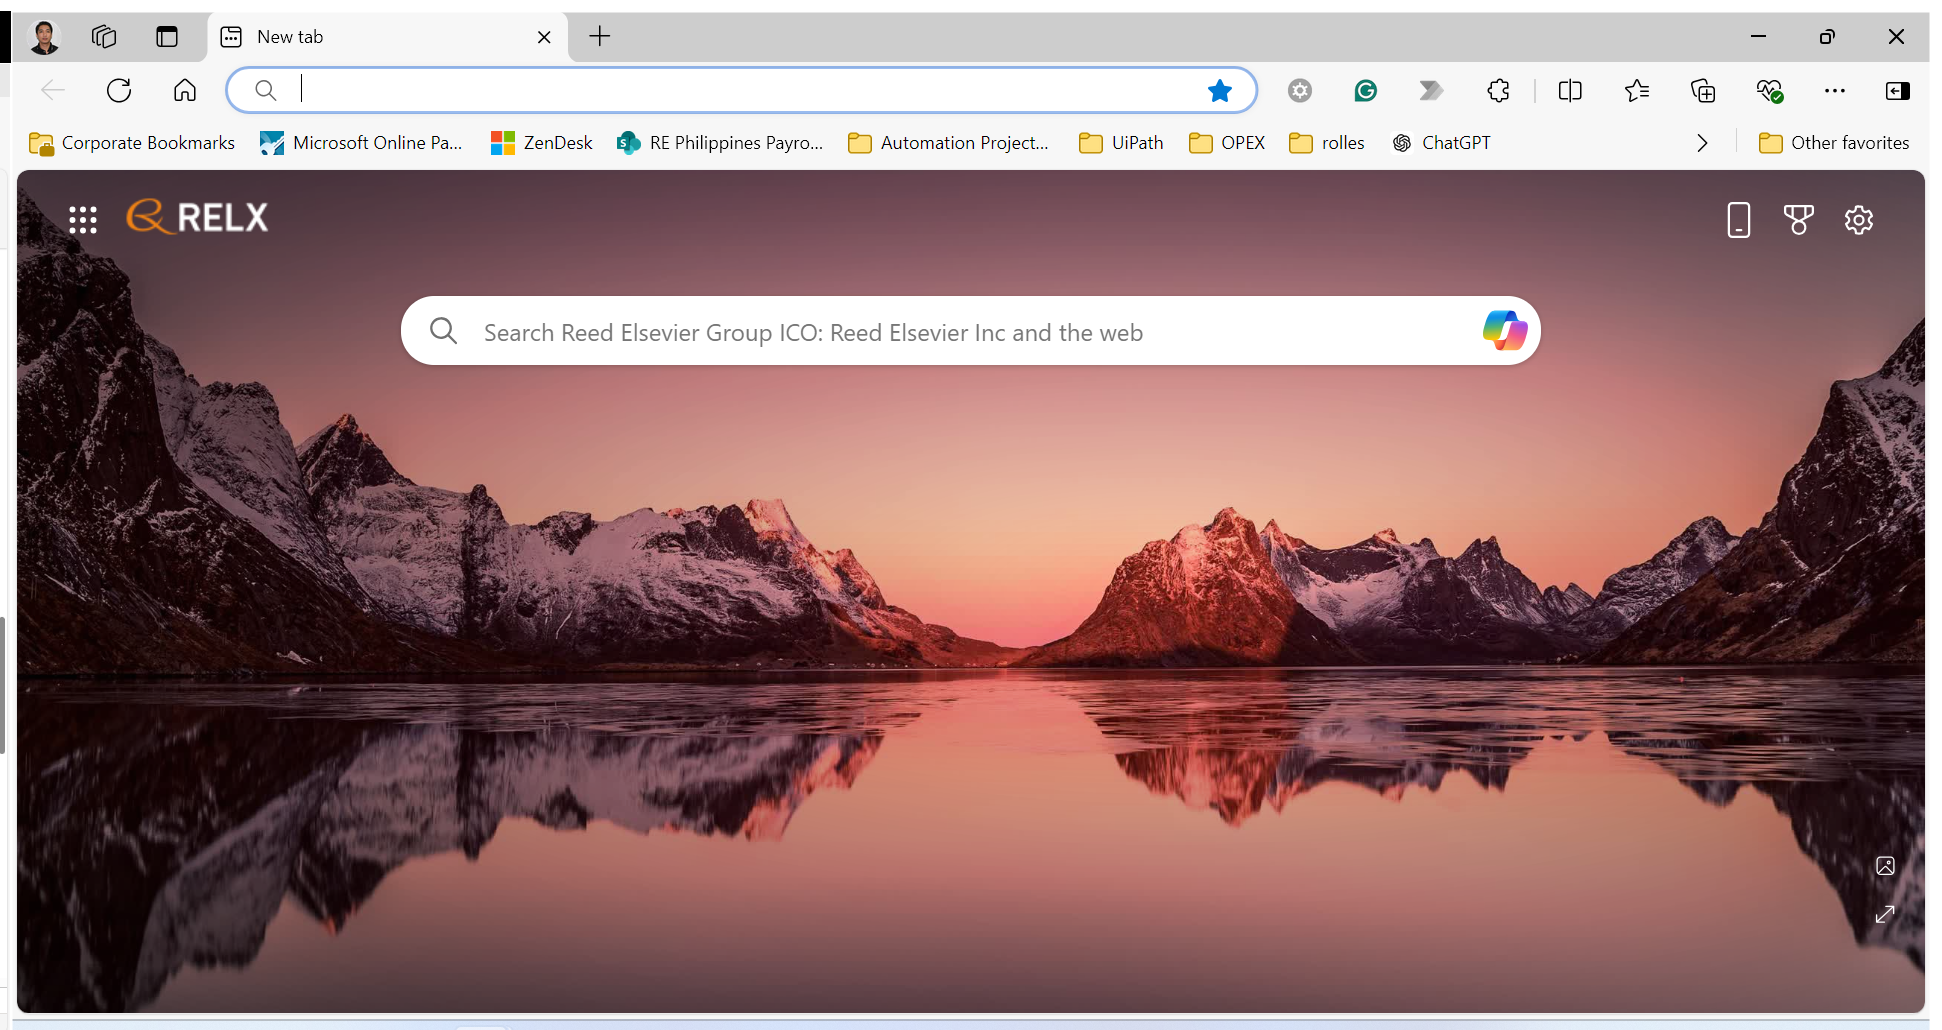 New tab
Corporate Bookmarks Microsoft Online Pa... ZenDesk RE Philippines Payro... Automation Project... UiPath OPEX rolles ChatGPT Other favorites
RELX
Search Reed Elsevier Group ICO: Reed Elsevier Inc and the web